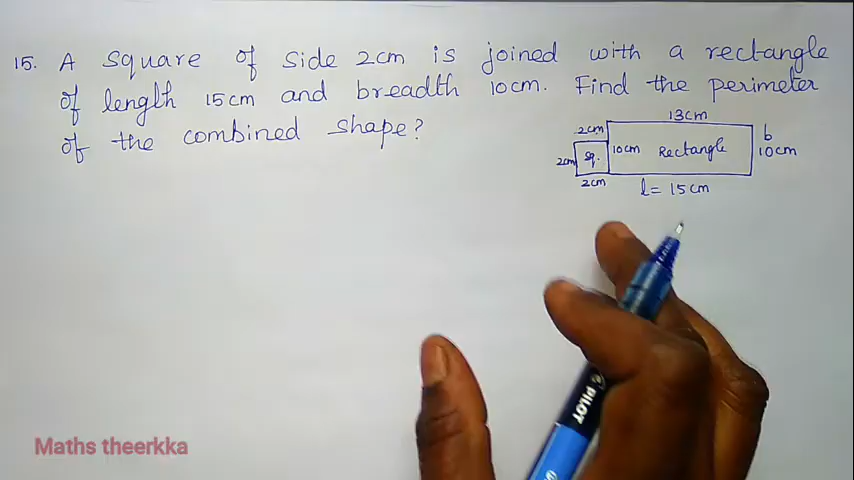 15. A square of side 2cm is joined with a rectangle
of length 15cm and breadth 10cm. Find the perimeter
of the combined shape?
13cm
2cm
b
2cm
sq.
10cm
Rectangle
10cm
2cm
l = 15cm
PILOT
Maths theerkka